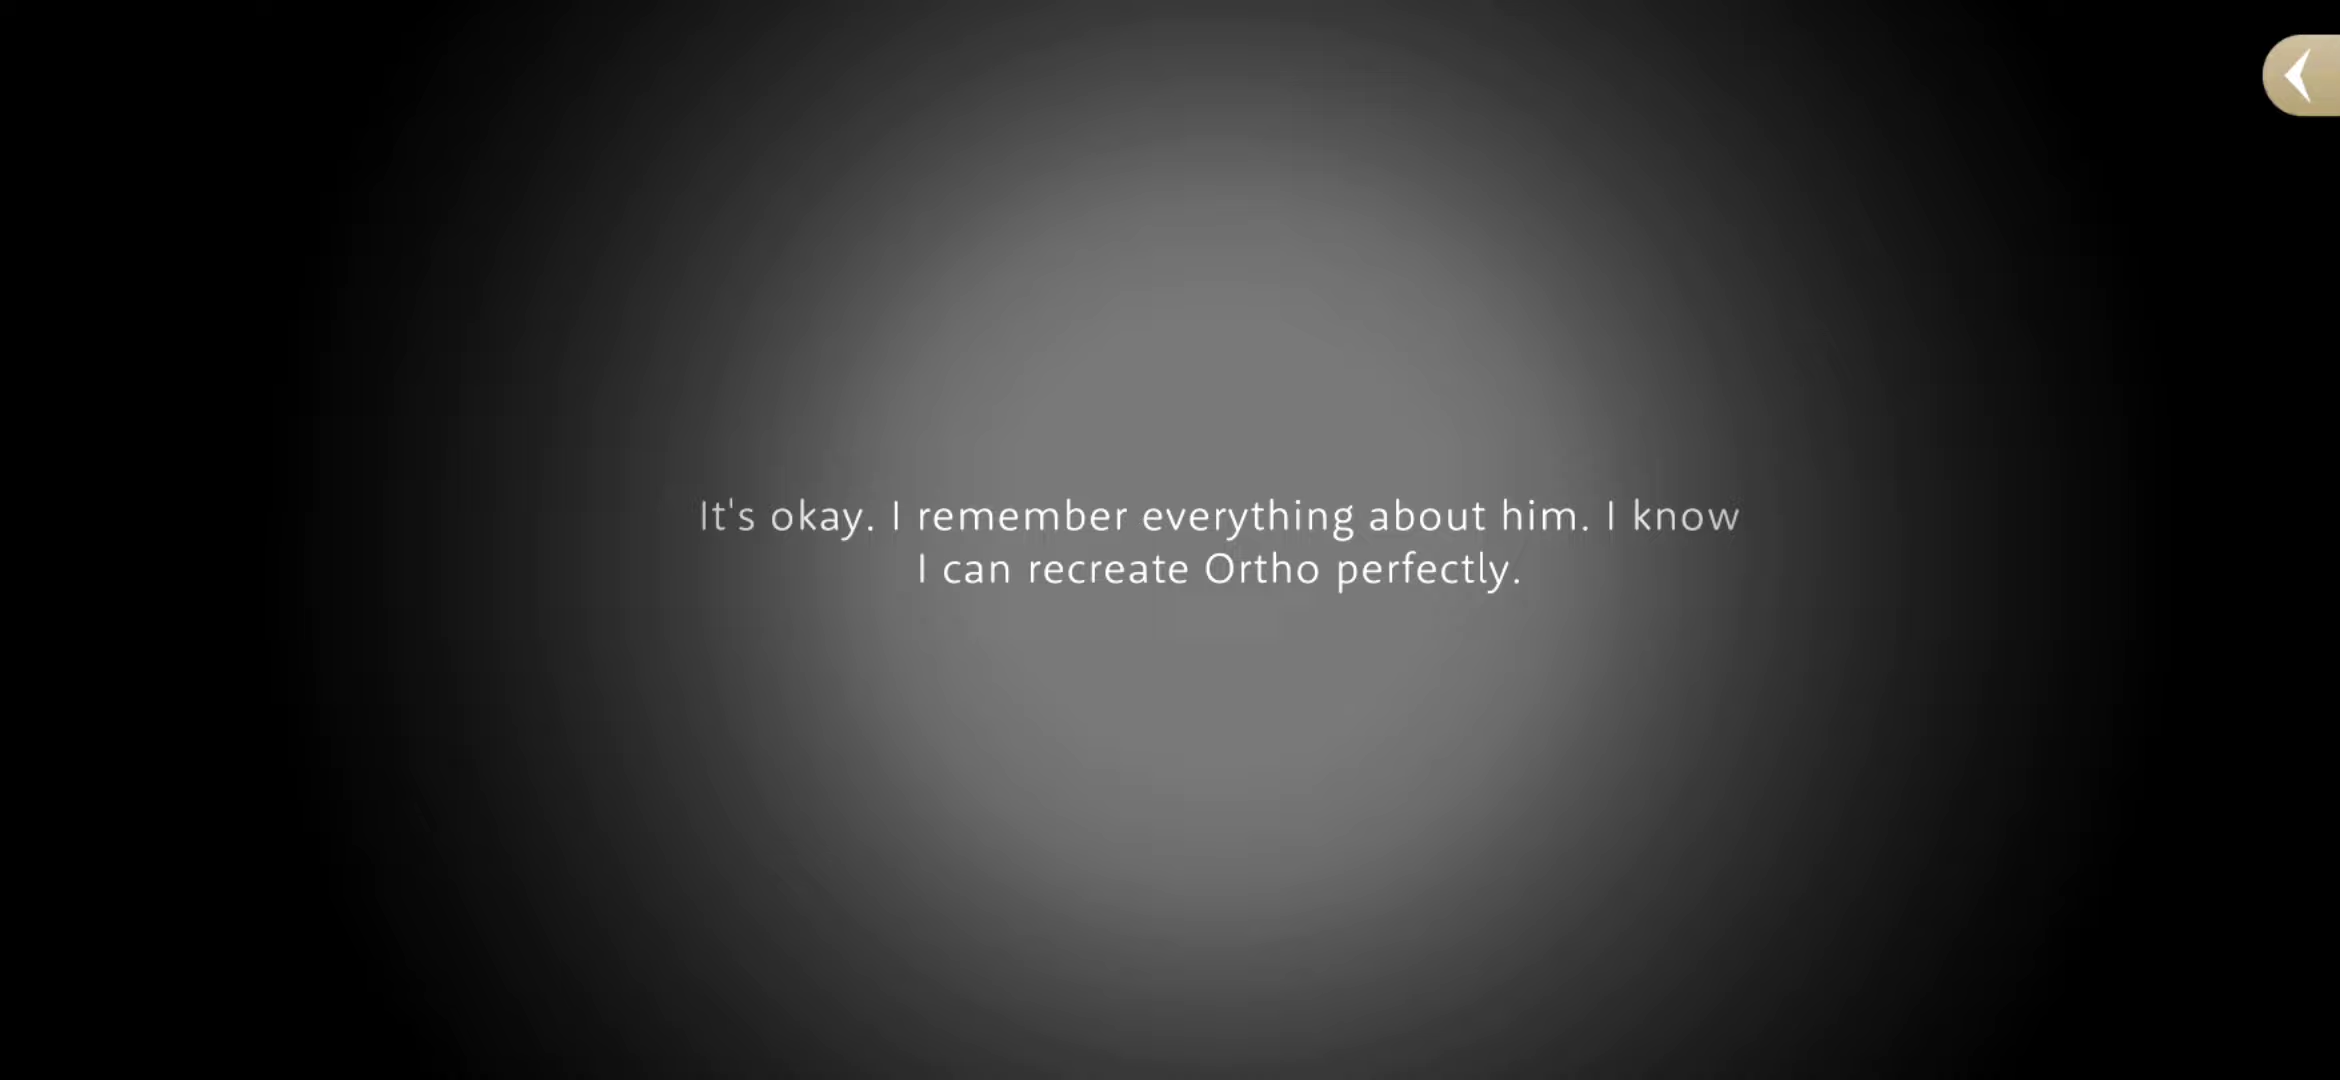 It's okay. I remember everything about him. I know
I can recreate Ortho perfectly.